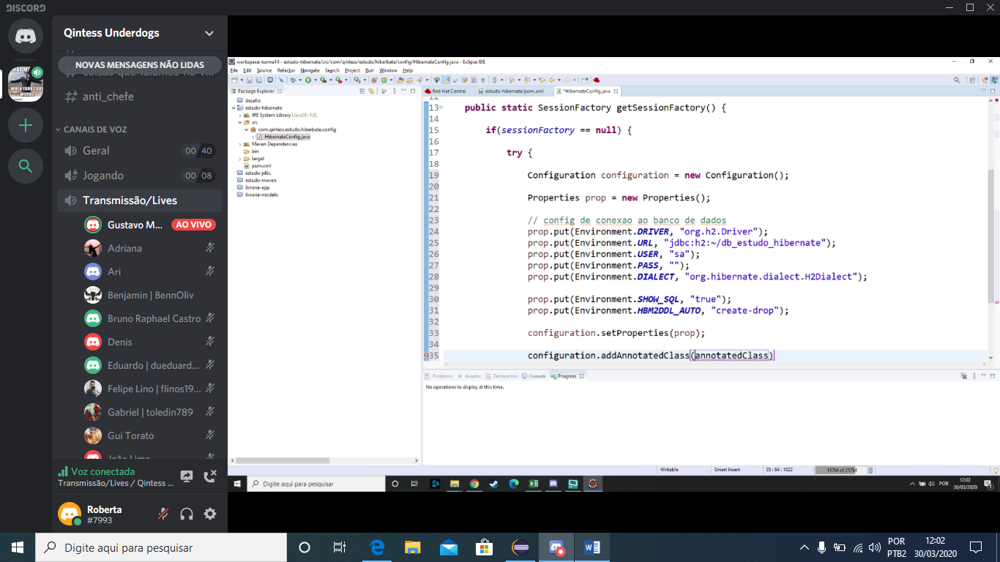 DISCORD
Qintess Underdogs
NOVAS MENSAGENS NÃO LIDAS
# anti_chefe
CANAIS DE VOZ
Geral 00 40
Jogando 00 08
Transmissão/Lives
Gustavo M... AO VIVO
Adriana
Ari
Benjamin | BennOliv
Bruno Raphael Castro
Denis
Eduardo | dueduard...
Felipe Lino | flinos19...
Gabriel | toledin789
Gui Torato
João Lima
Voz conectada
Transmissão/Lives / Qintess ...
Roberta
#7993
workspace-turma14 - estudo-hibernate/src/com/qintess/estudo/hiberbate/config/HibernateConfig.java - Eclipse IDE
File Edit Source Refactor Navigate Search Project Run Window Help
Package Explorer
desafio
estudo-hibernate
JRE System Library [JavaSE-1.8]
src
com.qintess.estudo.hiberbate.config
HibernateConfig.java
Maven Dependencies
bin
target
pom.xml
estudo-jdbc
estudo-maven
livraria-app
livraria-modelo
Red Hat Central estudo-hibernate/pom.xml *HibernateConfig.java
12
13 public static SessionFactory getSessionFactory() {
14
15 if(sessionFactory == null) {
16
17 try {
18
19 Configuration configuration = new Configuration();
20
21 Properties prop = new Properties();
22
23 // config de conexao ao banco de dados
24 prop.put(Environment.DRIVER, "org.h2.Driver");
25 prop.put(Environment.URL, "jdbc:h2:~/db_estudo_hibernate");
26 prop.put(Environment.USER, "sa");
27 prop.put(Environment.PASS, "");
28 prop.put(Environment.DIALECT, "org.hibernate.dialect.H2Dialect");
29
30 prop.put(Environment.SHOW_SQL, "true");
31 prop.put(Environment.HBM2DDL_AUTO, "create-drop");
32
33 configuration.setProperties(prop);
34
35 configuration.addAnnotatedClass(annotatedClass)
Problems Javadoc Declaration Console Progress
No operations to display at this time.
Writable Smart Insert 35 : 64 : 1022 197M of 257M
Digite aqui para pesquisar
POR
12:02
30/03/2020
Digite aqui para pesquisar
POR
PTB2
12:02
30/03/2020